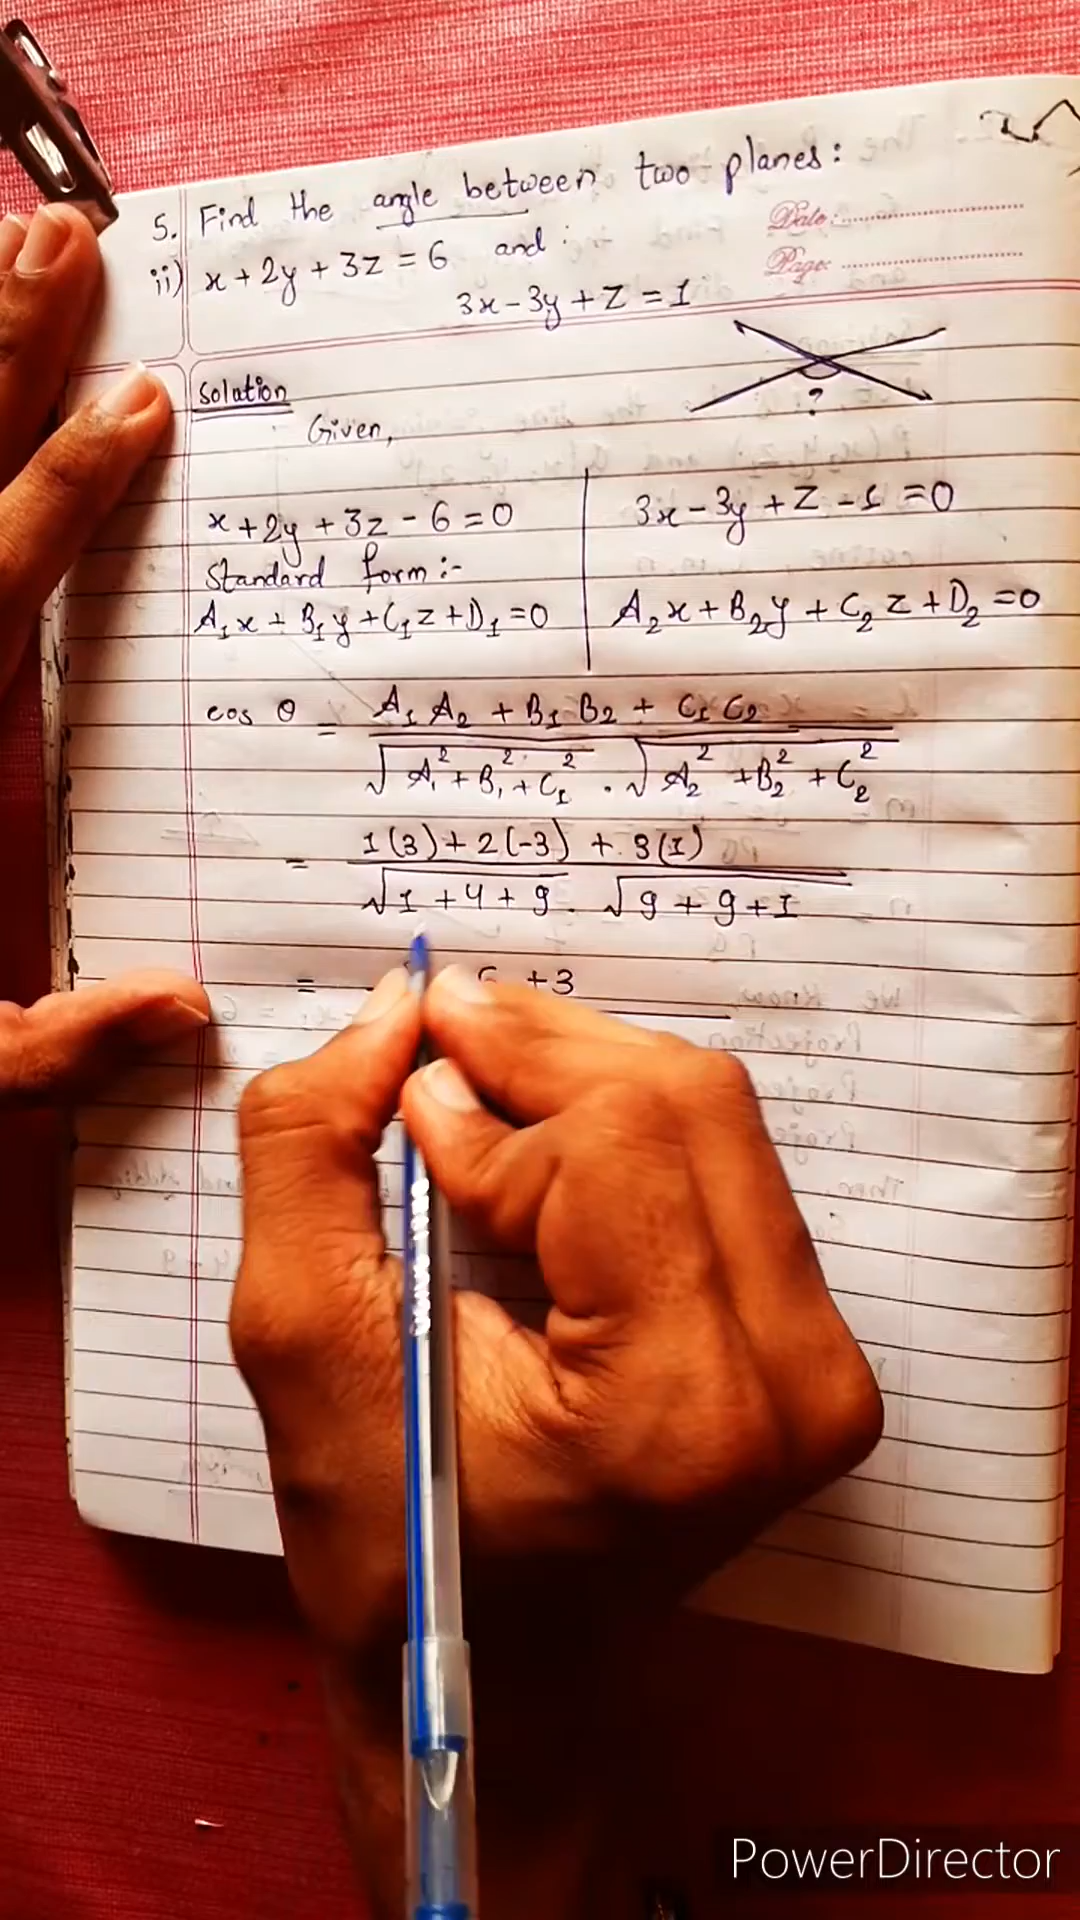 5. Find the angle between two planes:
Date:
ii) x + 2y + 3z = 6 and :
Page:
3x - 3y + z = 1
Solution
?
Given,
x + 2y + 3z - 6 = 0
3x - 3y + z - 1 = 0
Standard form :-
A₁x + B₁y + C₁z + D₁ = 0
A₂x + B₂y + C₂z + D₂ = 0
cos θ = A₁A₂ + B₁B₂ + C₁C₂
√A₁² + B₁² + C₁² . √A₂² + B₂² + C₂²
= 1(3) + 2(-3) + 3(1)
√1 + 4 + 9 . √9 + 9 + 1
= 6 + 3
PowerDirector